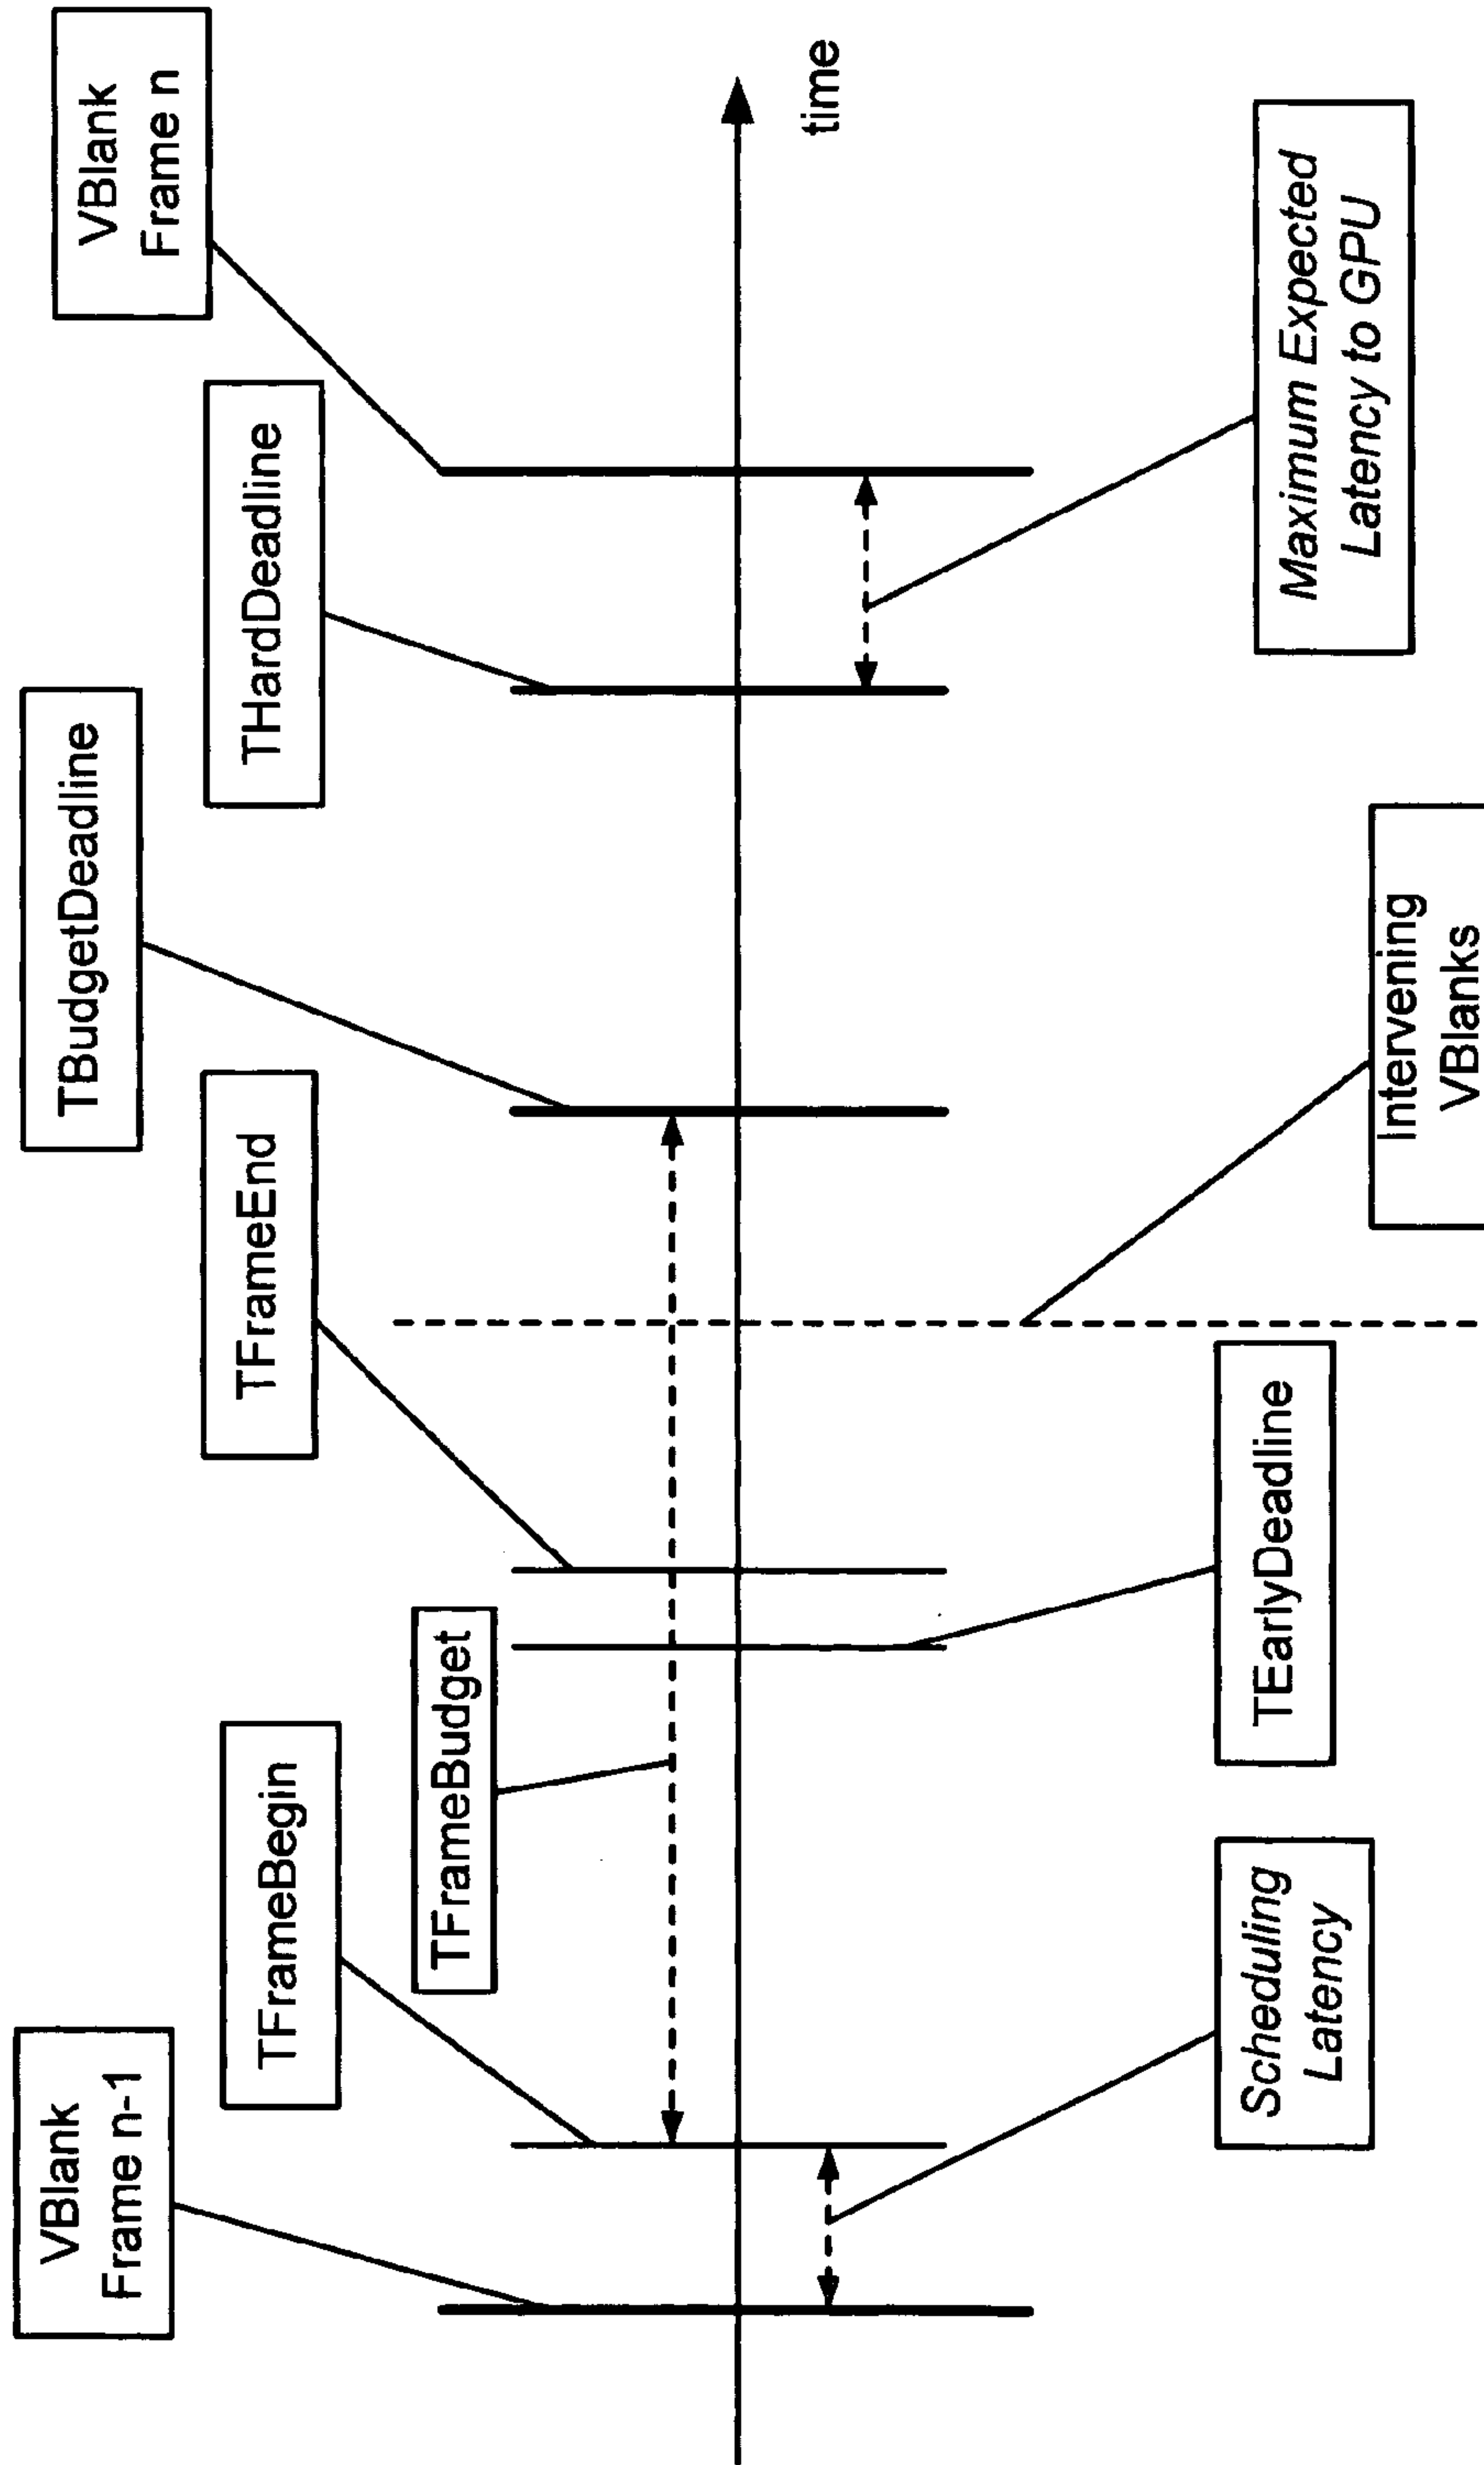 VBlank
Frame n-1
TFrameBegin
TFrameBudget
TFrameEnd
TBudgetDeadline
THardDeadline
VBlank
Frame n
time
Scheduling
Latency
TEarlyDeadline
Intervening
VBlanks
Maximum Expected
Latency to GPU